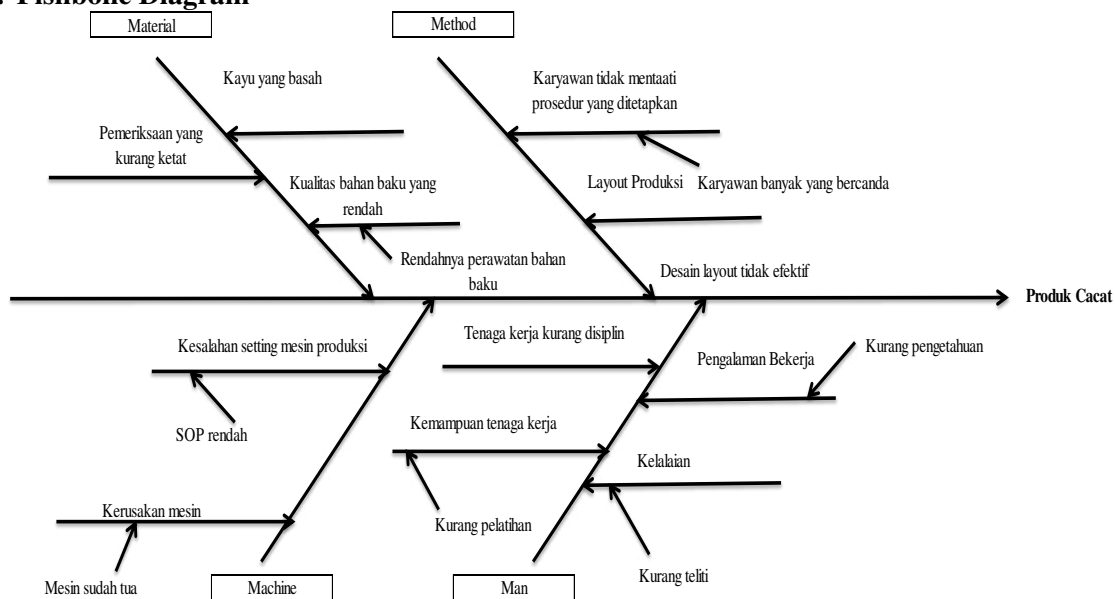 Fishbone Diagram
Material
Method
Kayu yang basah
Karyawan tidak mentaati
prosedur yang ditetapkan
Pemeriksaan yang
kurang ketat
Kualitas bahan baku yang
rendah
Layout Produksi
Karyawan banyak yang bercanda
Rendahnya perawatan bahan
baku
Desain layout tidak efektif
Produk Cacat
Kesalahan setting mesin produksi
Tenaga kerja kurang disiplin
Pengalaman Bekerja
Kurang pengetahuan
SOP rendah
Kemampuan tenaga kerja
Kelalaian
Kerusakan mesin
Kurang pelatihan
Kurang teliti
Mesin sudah tua
Machine
Man